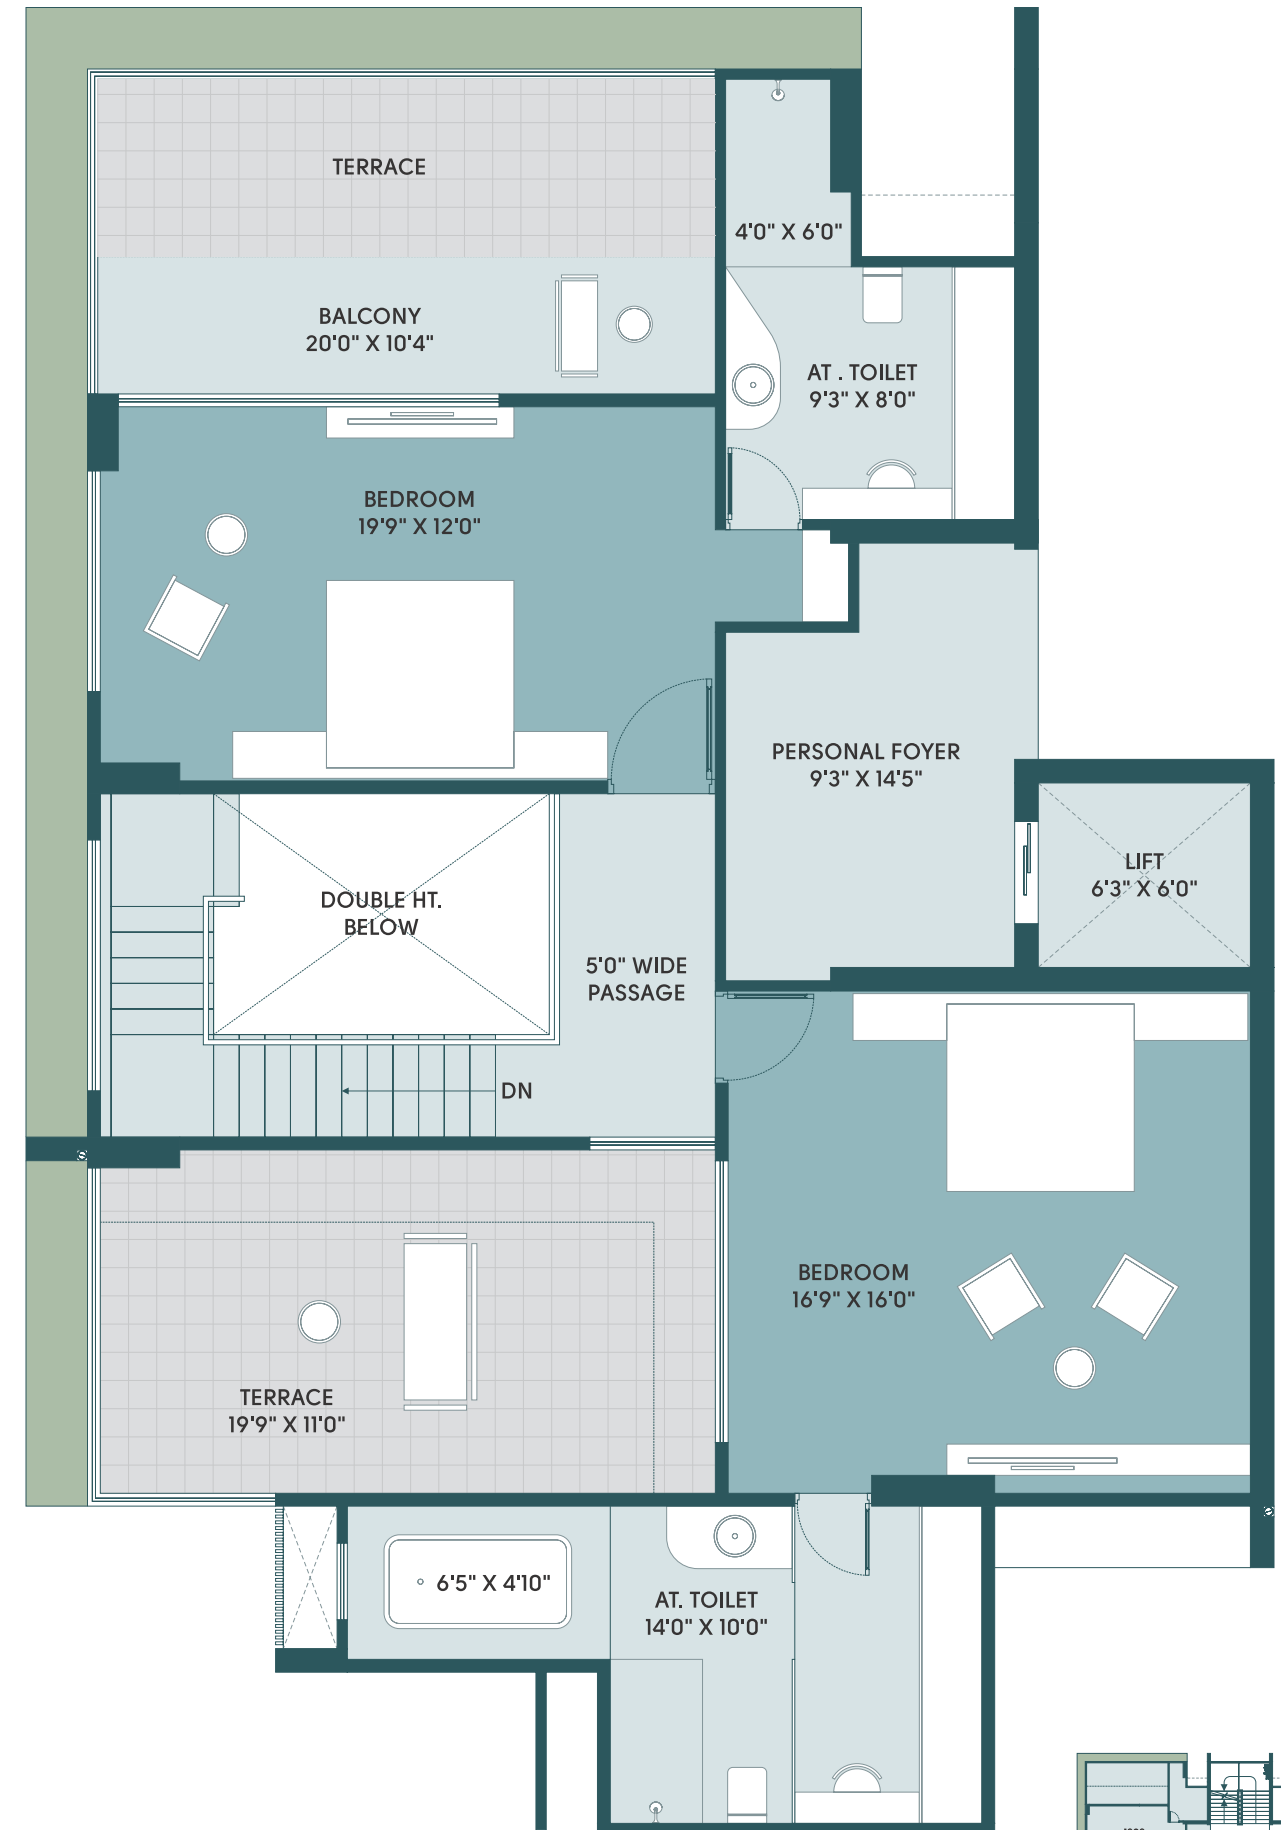 TERRACE
4'0" X 6'0"
BALCONY
20'0" X 10'4"
AT . TOILET
9'3" X 8'0"
BEDROOM
19'9" X 12'0"
PERSONAL FOYER
9'3" X 14'5"
LIFT
6'3" X 6'0"
DOUBLE HT.
BELOW
5'0" WIDE
PASSAGE
DN
BEDROOM
16'9" X 16'0"
TERRACE
19'9" X 11'0"
6'5" X 4'10"
AT. TOILET
14'0" X 10'0"